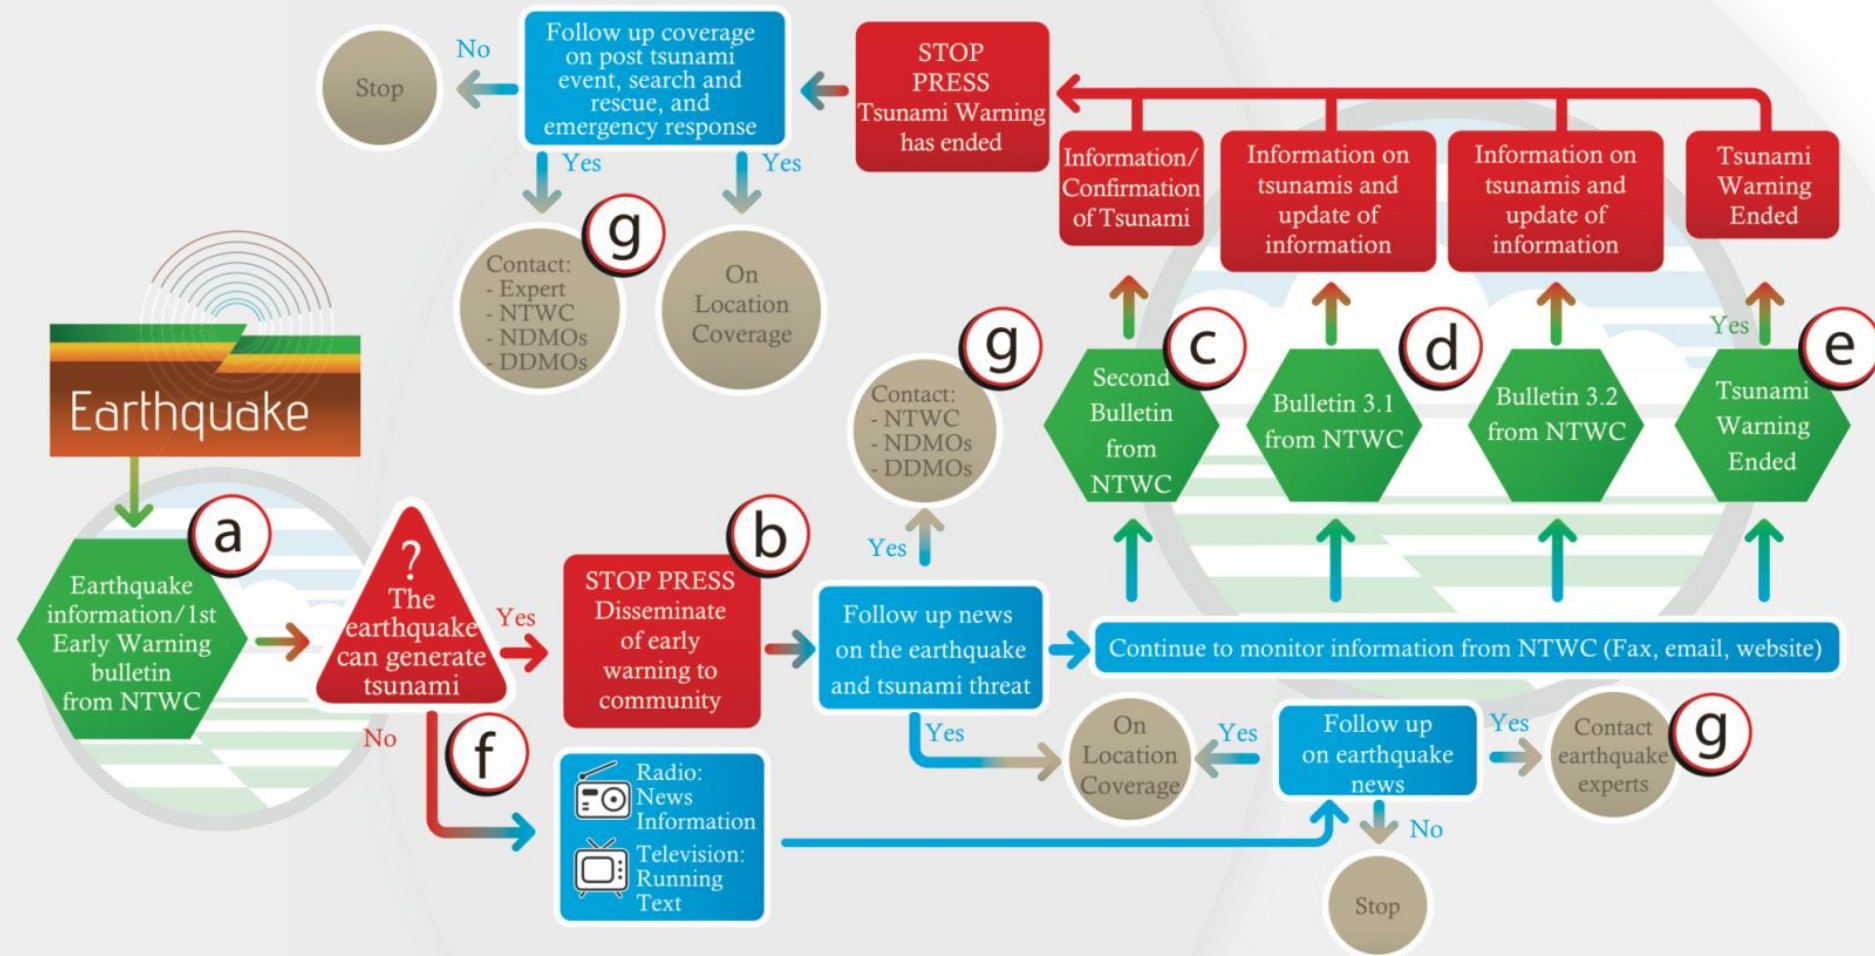 Stop
No
Follow up coverage
on post tsunami
event, search and
rescue, and
emergency response
STOP
PRESS
Tsunami Warning
has ended
Yes
Yes
Information/
Confirmation
of Tsunami
Information on
tsunamis and
update of
information
Information on
tsunamis and
update of
information
Tsunami
Warning
Ended
g
Contact:
- Expert
- NTWC
- NDMOs
- DDMOs
On
Location
Coverage
Earthquake
g
Contact:
- NTWC
- NDMOs
- DDMOs
c
Second
Bulletin
from
NTWC
d
Bulletin 3.1
from NTWC
Bulletin 3.2
from NTWC
Yes
e
Tsunami
Warning
Ended
a
Earthquake
information/1st
Early Warning
bulletin
from NTWC
?
The
earthquake
can generate
tsunami
Yes
b
STOP PRESS
Disseminate
of early
warning to
community
Yes
Follow up news
on the earthquake
and tsunami threat
Continue to monitor information from NTWC (Fax, email, website)
No
f
Radio:
News
Information
Television:
Running
Text
Yes
On
Location
Coverage
Yes
Follow up
on earthquake
news
Yes
Contact
earthquake
experts
g
No
Stop